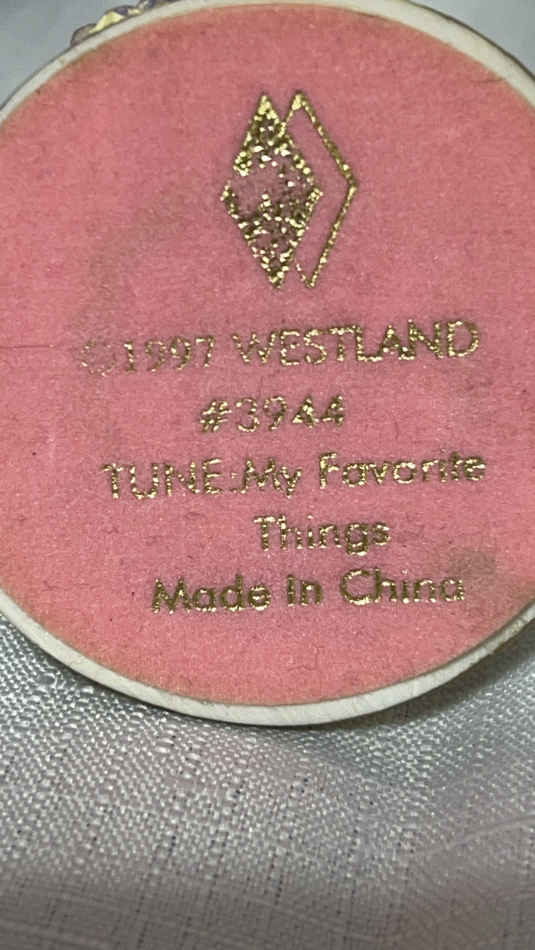 ©1997 WESTLAND
#3944
TUNE:My Favorite
Things
Made In China